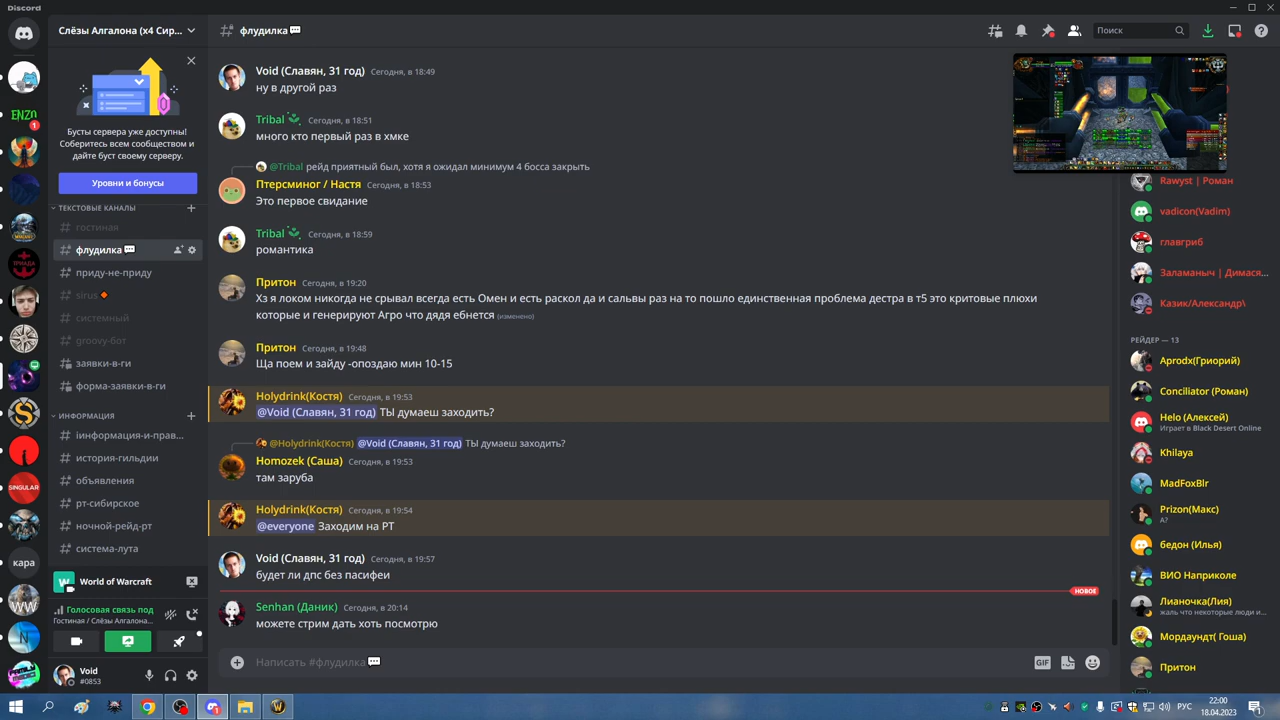 Discord
Слёзы Алгалона (x4 Сир...
флудилка
Поиск
Бусты сервера уже доступны!
Соберитесь всем сообществом и
дайте буст своему серверу.
Уровни и бонусы
ТЕКСТОВЫЕ КАНАЛЫ
гостиная
флудилка
приду-не-приду
sirus
системный
groovy-бот
заявки-в-ги
форма-заявки-в-ги
ИНФОРМАЦИЯ
iинформация-и-прав...
история-гильдии
объявления
рт-сибирское
ночной-рейд-рт
система-лута
World of Warcraft
Голосовая связь под
Гостиная / Слёзы Алгалона...
Void
#0853
ENZO
1
ПРИАДА
SINGULAR
кара
WW
Void (Славян, 31 год) Сегодня, в 18:49
ну в другой раз
Tribal Сегодня, в 18:51
много кто первый раз в хмке
@Tribal рейд был, хотя я ожидал минимум 4 босса закрыть
Птерсминог / Настя Сегодня, в 18:53
Это первое свидание
Tribal Сегодня, в 18:59
романтика
Притон Сегодня, в 19:20
Хз я локом никогда не срывал всегда есть Омен и есть раскол да и сальвы раз на то пошло единственная проблема дестра в т5 это критовые плюхи
которые и генерируют Агро что дядя ебнется (изменено)
Притон Сегодня, в 19:48
Ща поем и зайду -опоздаю мин 10-15
Holydrink(Костя) Сегодня, в 19:53
@Void (Славян, 31 год) ТЫ думаеш заходить?
@Holydrink(Костя) @Void (Славян, 31 год) ТЫ думаеш заходить?
Homozek (Саша) Сегодня, в 19:53
там заруба
Holydrink(Костя) Сегодня, в 19:54
@everyone Заходим на РТ
Void (Славян, 31 год) Сегодня, в 19:57
будет ли дпс без пасифеи
НОВОЕ
Senhan (Даник) Сегодня, в 20:14
можете стрим дать хоть посмотрю
Написать #флудилка
GIF
Rawyst | Роман
vadicon(Vadim)
главгриб
Заламаныч | Димася...
Казик/Александр\
РЕЙДЕР — 13
Aprodx(Гриорий)
Conciliator (Роман)
Helo (Алексей)
Играет в Black Desert Online
Khilaya
MadFoxBlr
Prizon(Макс)
А?
бедон (Илья)
ВИО Наприколе
Лианочка(Лия)
жаль что некоторые люди и...
Мордаундт( Гоша)
Притон
РУС
22:00
18.04.2023